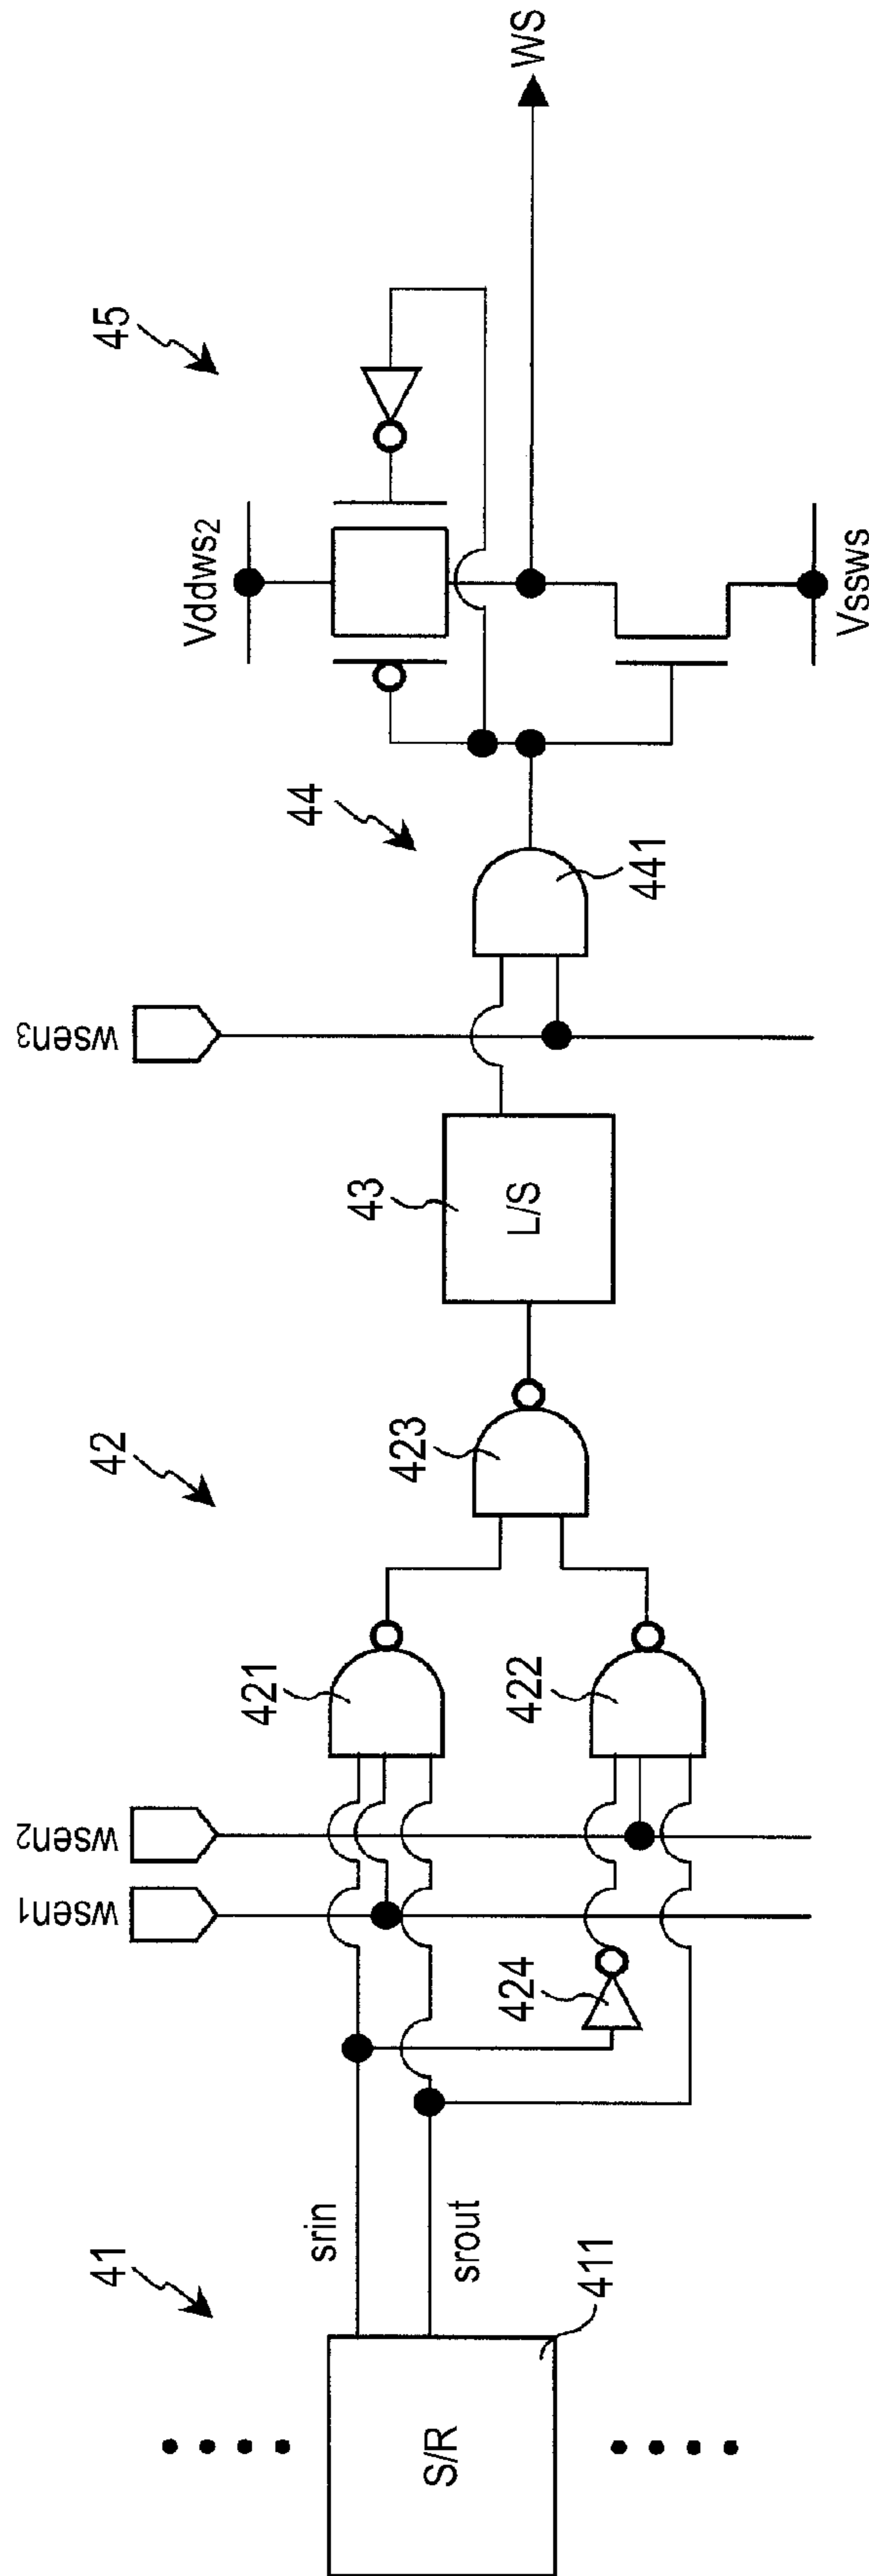 41
42
43
44
45
S/R
411
srin
srout
wsen1
wsen2
421
422
423
424
L/S
wsen3
441
Vddws2
Vssws
WS